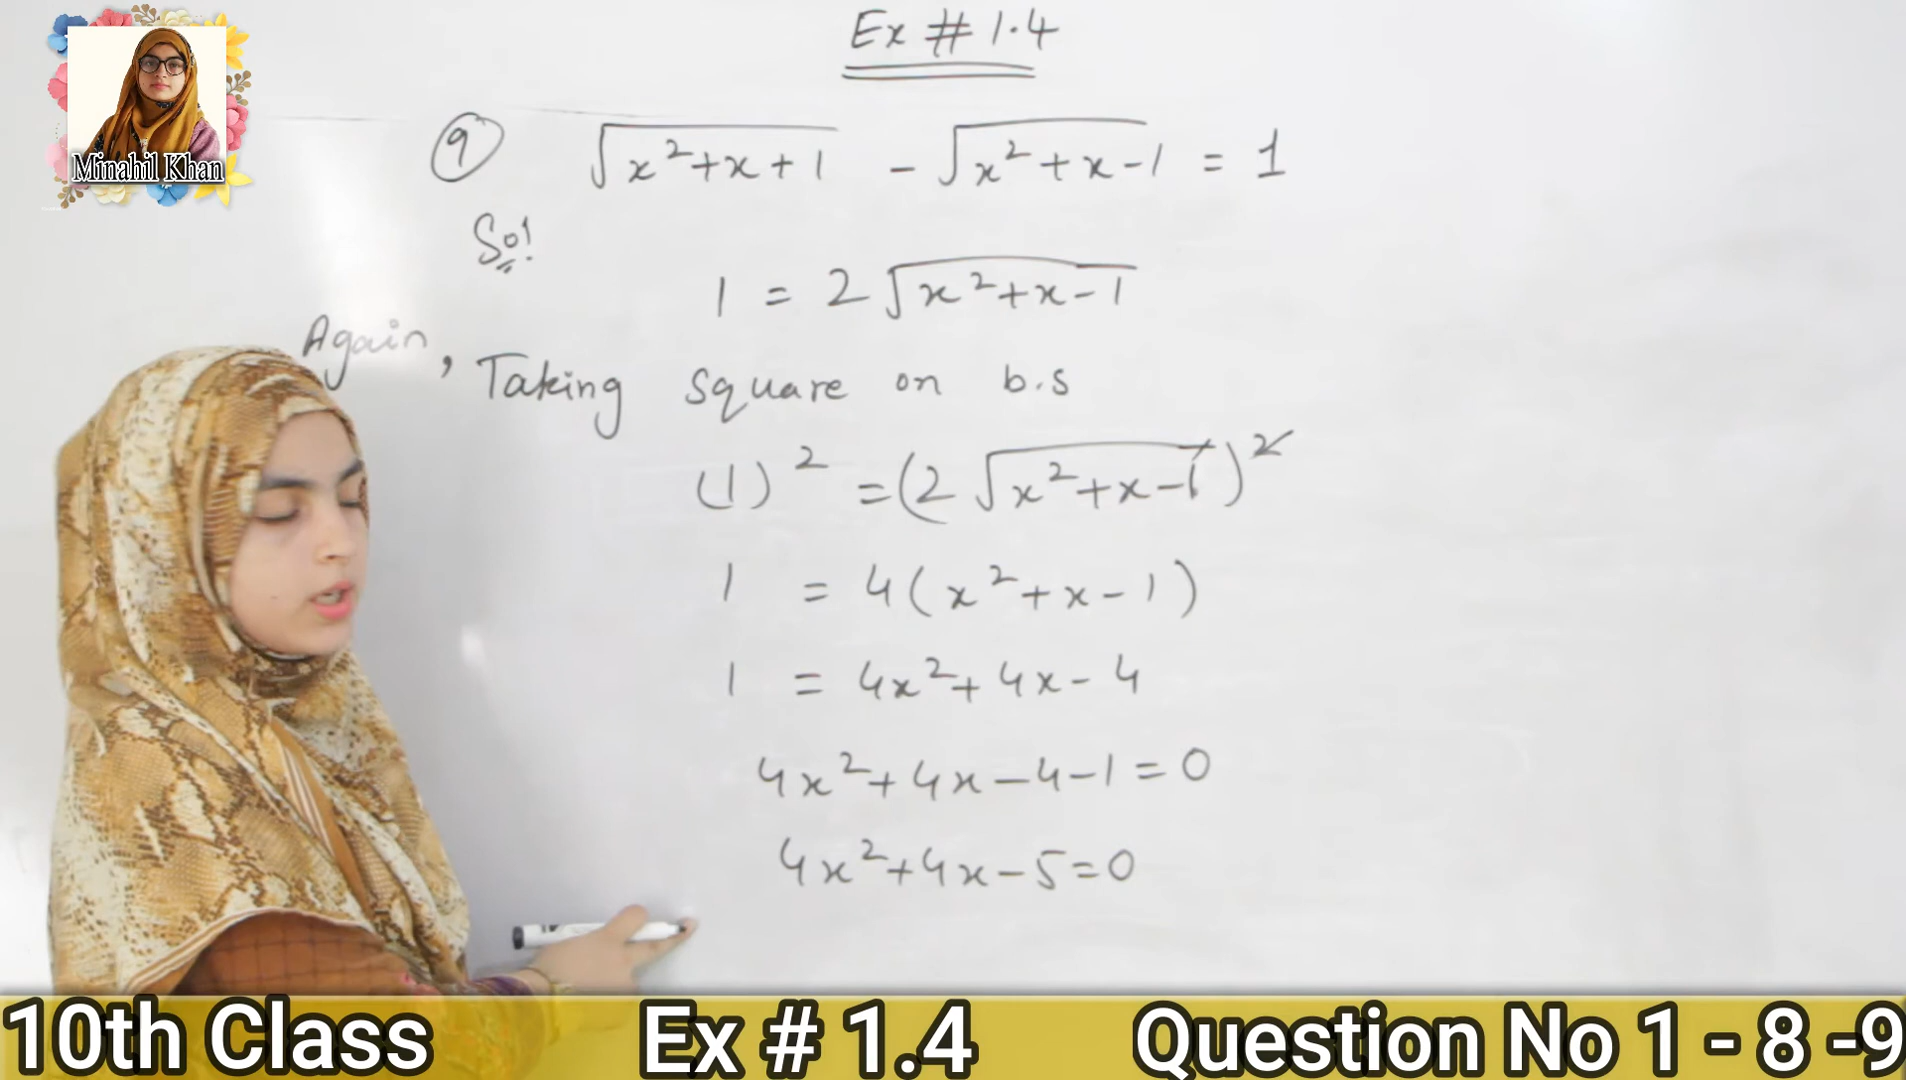 Minahil Khan
Ex # 1.4
9 √x²+x+1 - √x²+x-1 = 1
Sol
1 = 2√x²+x-1
Again, Taking square on b.s
(1)² = (2√x²+x-1)²
1 = 4(x²+x-1)
1 = 4x²+4x-4
4x²+4x-4-1=0
4x²+4x-5=0
10th Class Ex # 1.4 Question No 1 - 8 -9